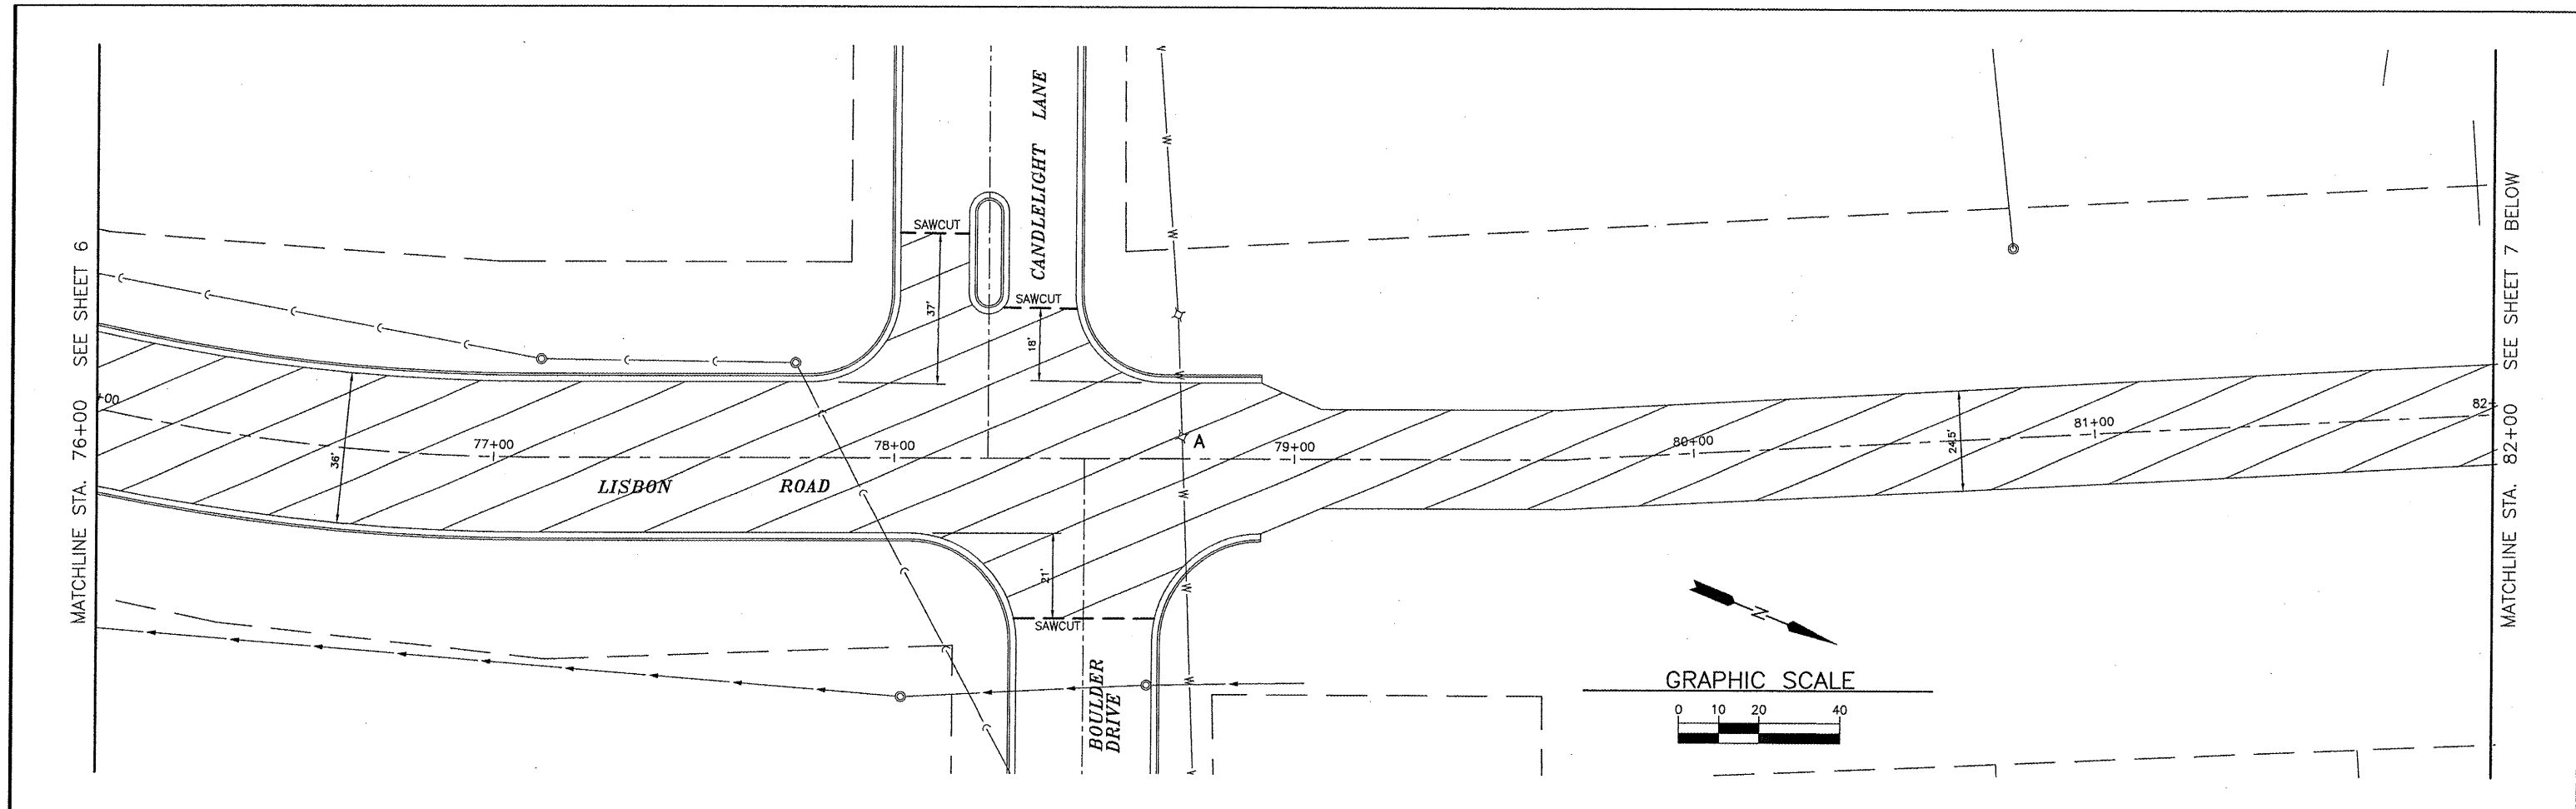 MATCHLINE STA. 76+00 SEE SHEET 6
CANDLELIGHT LANE
SAWCUT
SAWCUT
37'
18'
+00
36'
77+00
78+00
A
79+00
80+00
24.5'
81+00
82+
LISBON ROAD
21'
SAWCUT
BOULDER
DRIVE
N
GRAPHIC SCALE
0 10 20 40
MATCHLINE STA. 82+00 SEE SHEET 7 BELOW
W
W
W
W
W
W
W
W